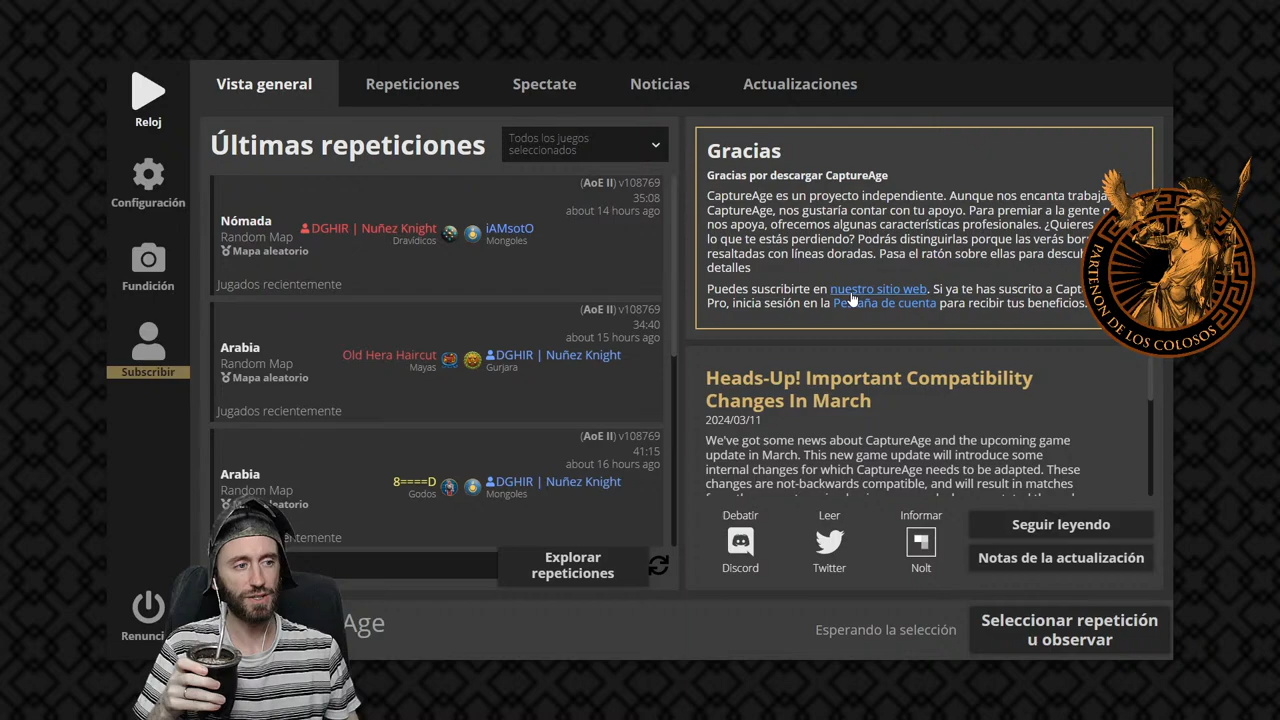 Reloj
Configuración
Fundición
Subscribir
Vista general
Repeticiones
Spectate
Noticias
Actualizaciones
Últimas repeticiones
Todos los juegos
seleccionados
(AoE II) v108769
35:08
about 14 hours ago
Nómada
Random Map
Mapa aleatorio
DGHIR | Nuñez Knight
Dravídicos
iAMsotO
Mongoles
Jugados recientemente
(AoE II) v108769
34:40
about 15 hours ago
Arabia
Random Map
Mapa aleatorio
Old Hera Haircut
Mayas
DGHIR | Nuñez Knight
Gurjara
Jugados recientemente
(AoE II) v108769
41:15
about 16 hours ago
Arabia
Random Map
Mapa aleatorio
8====D
Godos
DGHIR | Nuñez Knight
Mongoles
Explorar
repeticiones
Gracias
Gracias por descargar CaptureAge
CaptureAge es un proyecto independiente. Aunque nos encanta trabaja
CaptureAge, nos gustaría contar con tu apoyo. Para premiar a la gente
nos apoya, ofrecemos algunas características profesionales. ¿Quieres
lo que te estás perdiendo? Podrás distinguirlas porque las verás
resaltadas con líneas doradas. Pasa el ratón sobre ellas para
detalles
Puedes suscribirte en nuestro sitio web. Si ya te has suscrito a
Pro, inicia sesión en la Pestaña de cuenta para recibir tus beneficios.
PARTENON DE LOS COLOSOS
Heads-Up! Important Compatibility
Changes In March
2024/03/11
We've got some news about CaptureAge and the upcoming game
update in March. This new game update will introduce some
internal changes for which CaptureAge needs to be adapted. These
changes are not-backwards compatible, and will result in matches
Debatir
Discord
Leer
Twitter
Informar
Nolt
Seguir leyendo
Notas de la actualización
Renunci
Age
Esperando la selección
Seleccionar repetición
u observar